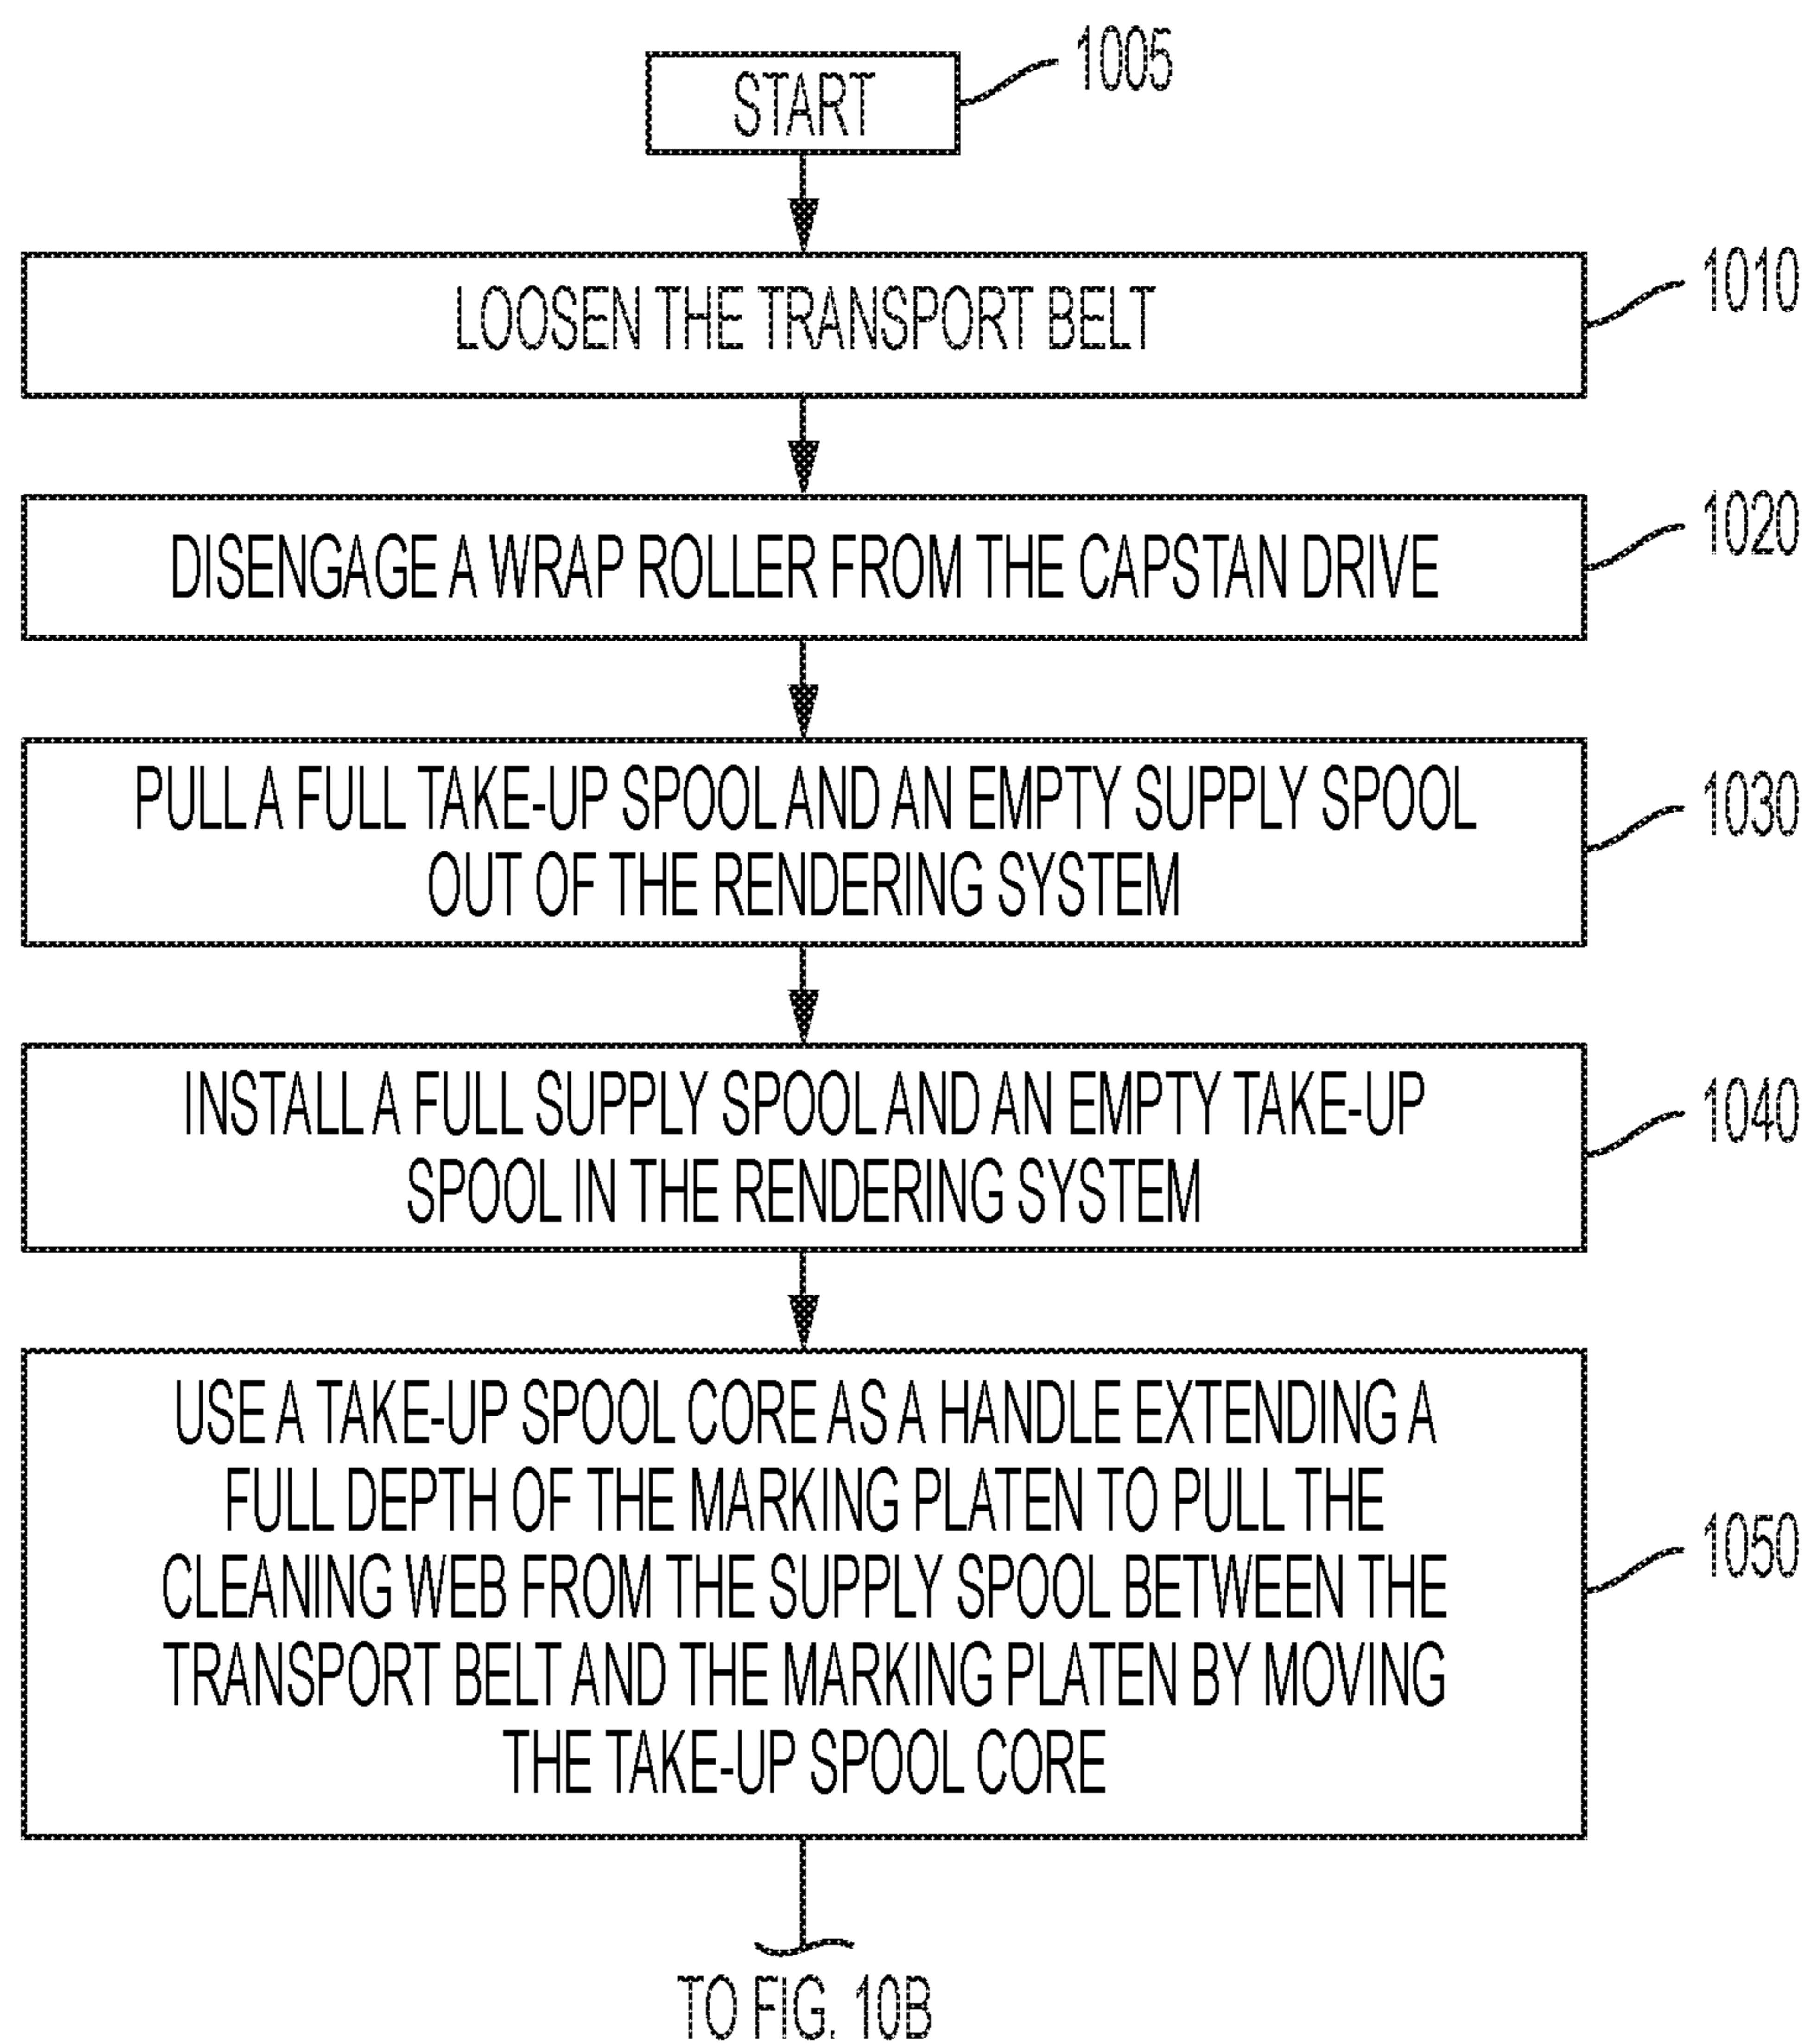 START
1005
LOOSEN THE TRANSPORT BELT
1010
DISENGAGE A WRAP ROLLER FROM THE CAPSTAN DRIVE
1020
PULL A FULL TAKE-UP SPOOL AND AN EMPTY SUPPLY SPOOL
OUT OF THE RENDERING SYSTEM
1030
INSTALL A FULL SUPPLY SPOOL AND AN EMPTY TAKE-UP
SPOOL IN THE RENDERING SYSTEM
1040
USE A TAKE-UP SPOOL CORE AS A HANDLE EXTENDING A
FULL DEPTH OF THE MARKING PLATEN TO PULL THE
CLEANING WEB FROM THE SUPPLY SPOOL BETWEEN THE
TRANSPORT BELT AND THE MARKING PLATEN BY MOVING
THE TAKE-UP SPOOL CORE
1050
TO FIG. 10B